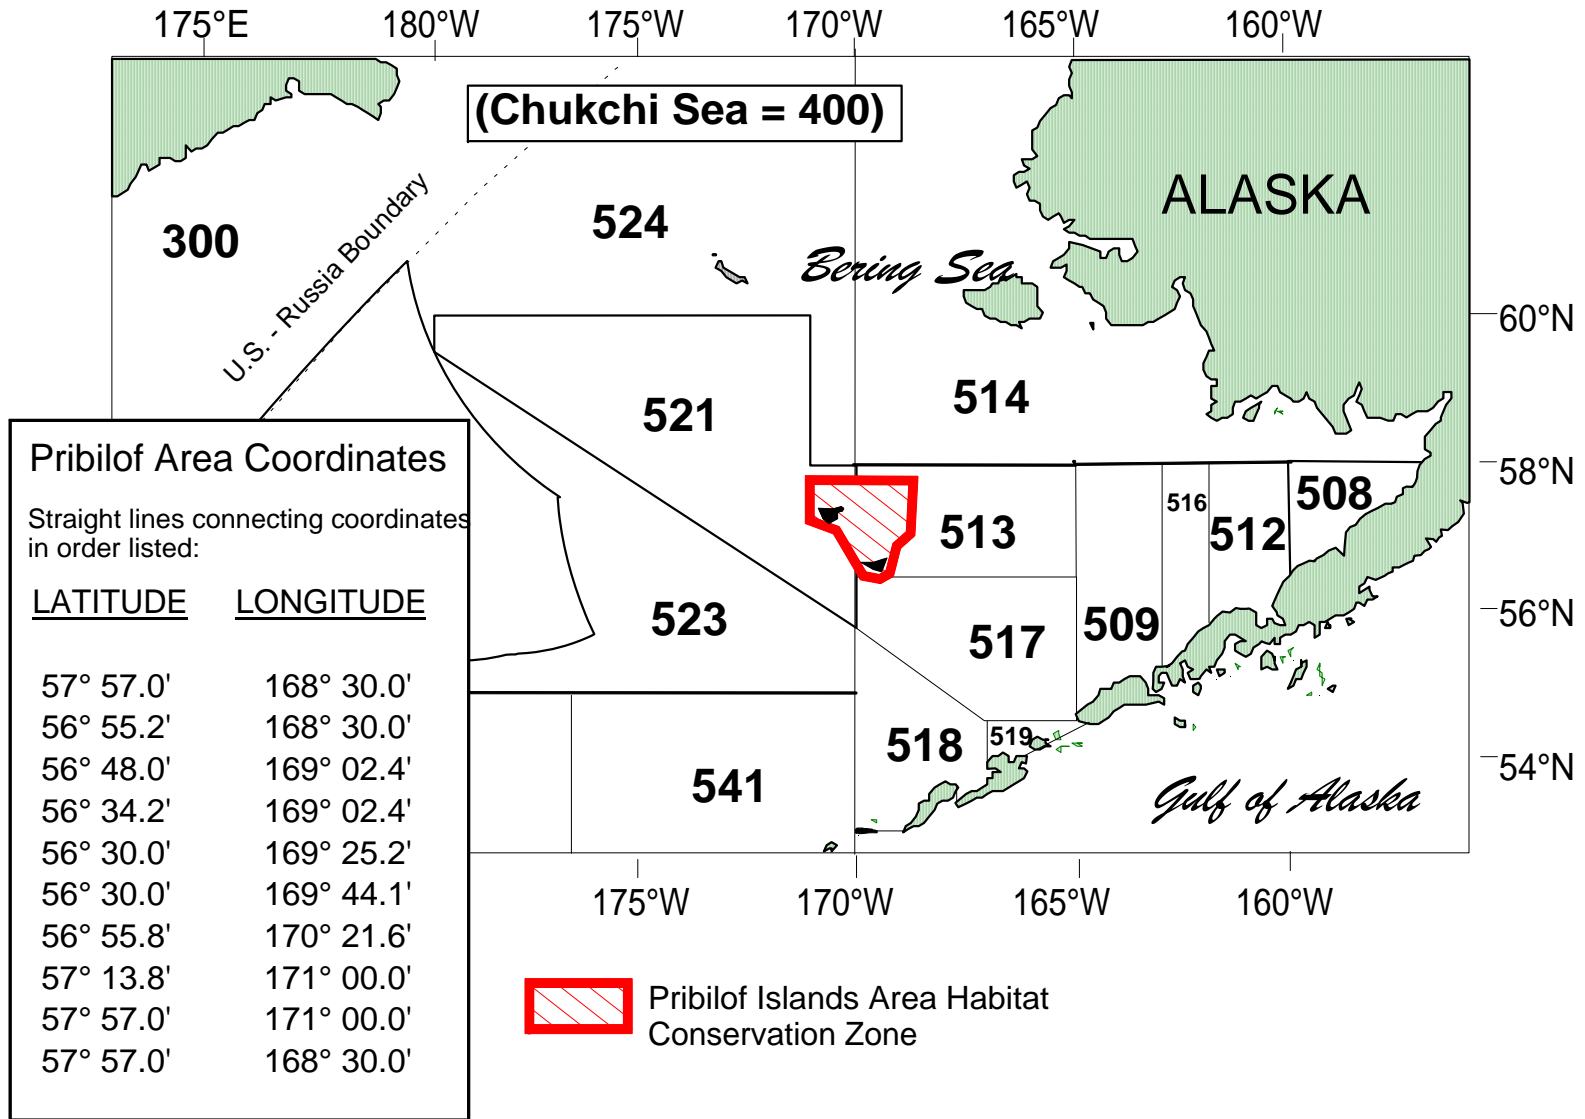 175°E 180°W 175°W 170°W 165°W 160°W
(Chukchi Sea = 400)
ALASKA
300
524
U.S. - Russia Boundary
Bering Sea
60°N
521
514
58°N
508
516
512
513
56°N
523
517
509
518
519
54°N
541
Gulf of Alaska
175°W 170°W 165°W 160°W
Pribilof Area Coordinates
Straight lines connecting coordinates
in order listed:
LATITUDE LONGITUDE
57° 57.0' 168° 30.0'
56° 55.2' 168° 30.0'
56° 48.0' 169° 02.4'
56° 34.2' 169° 02.4'
56° 30.0' 169° 25.2'
56° 30.0' 169° 44.1'
56° 55.8' 170° 21.6'
57° 13.8' 171° 00.0'
57° 57.0' 171° 00.0'
57° 57.0' 168° 30.0'
Pribilof Islands Area Habitat
Conservation Zone